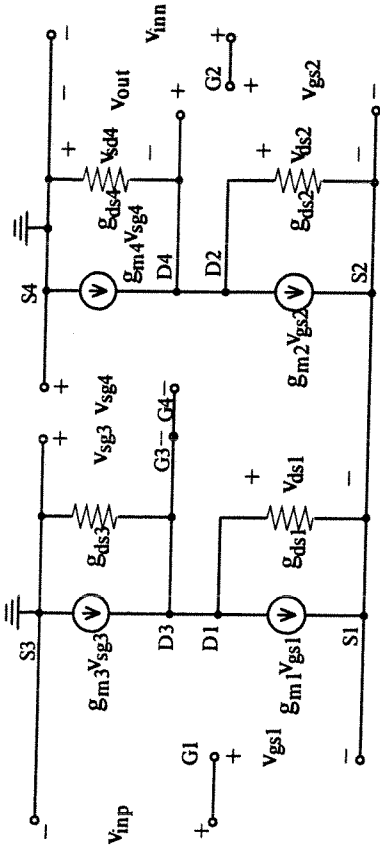 S3
S4
− + + + − −
v_inp
v_sg3
v_sg4
v_out
v_inn
g_m3v_sg3
g_ds3
g_m4v_sg4
g_ds4
v_sd4
+
−
D3
G3 −
G4 −
D4
+
D1
D2
G1
G2
+ +
+ +
v_gs1
g_m1v_gs1
g_ds1
+
v_ds1
−
g_m2v_gs2
g_ds2
+
v_ds2
−
v_gs2
− −
S1
S2